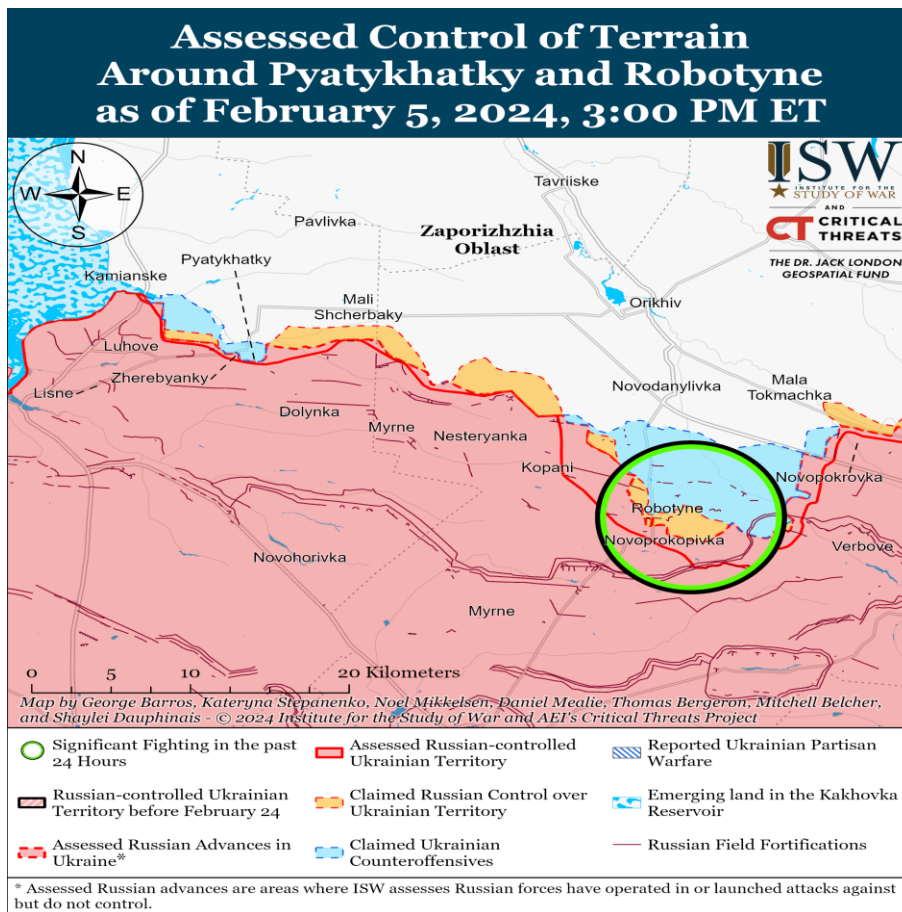 Assessed Control of Terrain
Around Pyatykhatky and Robotyne
as of February 5, 2024, 3:00 PM ET
N
W
E
S
ISW
INSTITUTE FOR THE
STUDY OF WAR
AND
CT CRITICAL
THREATS
THE DR. JACK LONDON
GEOSPATIAL FUND
Tavriiske
Pavlivka
Zaporizhzhia
Oblast
Pyatykhatky
Kamianske
Mali
Shcherbaky
Orikhiv
Luhove
Zherebyanky
Lisne
Novodanylivka
Mala
Tokmachka
Dolynka
Myrne
Nesteryanka
Kopani
Novopokrovka
Robotyne
Novoprokopivka
Verbove
Novohorivka
Myrne
0
5
10
20 Kilometers
Map by George Barros, Kateryna Stepanenko, Noel Mikkelsen, Daniel Mealie, Thomas Bergeron, Mitchell Belcher,
and Shaylei Dauphinais - © 2024 Institute for the Study of War and AEI's Critical Threats Project
Significant Fighting in the past
24 Hours
Russian-controlled Ukrainian
Territory before February 24
Assessed Russian Advances in
Ukraine*
Assessed Russian-controlled
Ukrainian Territory
Claimed Russian Control over
Ukrainian Territory
Claimed Ukrainian
Counteroffensives
Reported Ukrainian Partisan
Warfare
Emerging land in the Kakhovka
Reservoir
Russian Field Fortifications
* Assessed Russian advances are areas where ISW assesses Russian forces have operated in or launched attacks against
but do not control.